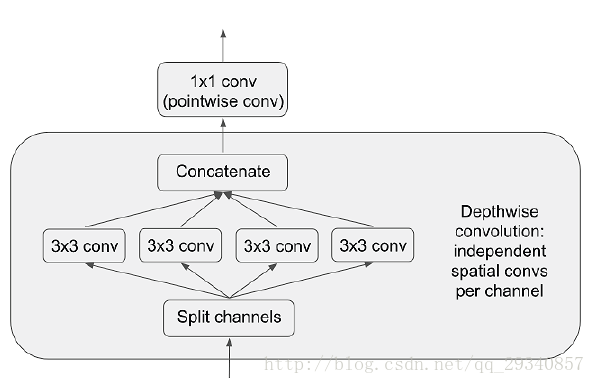 1x1 conv
(pointwise conv)
Concatenate
3x3 conv 3x3 conv 3x3 conv 3x3 conv
Depthwise
convolution:
independent
spatial convs
per channel
Split channels
http://blog.csdn.net/qq_29340857